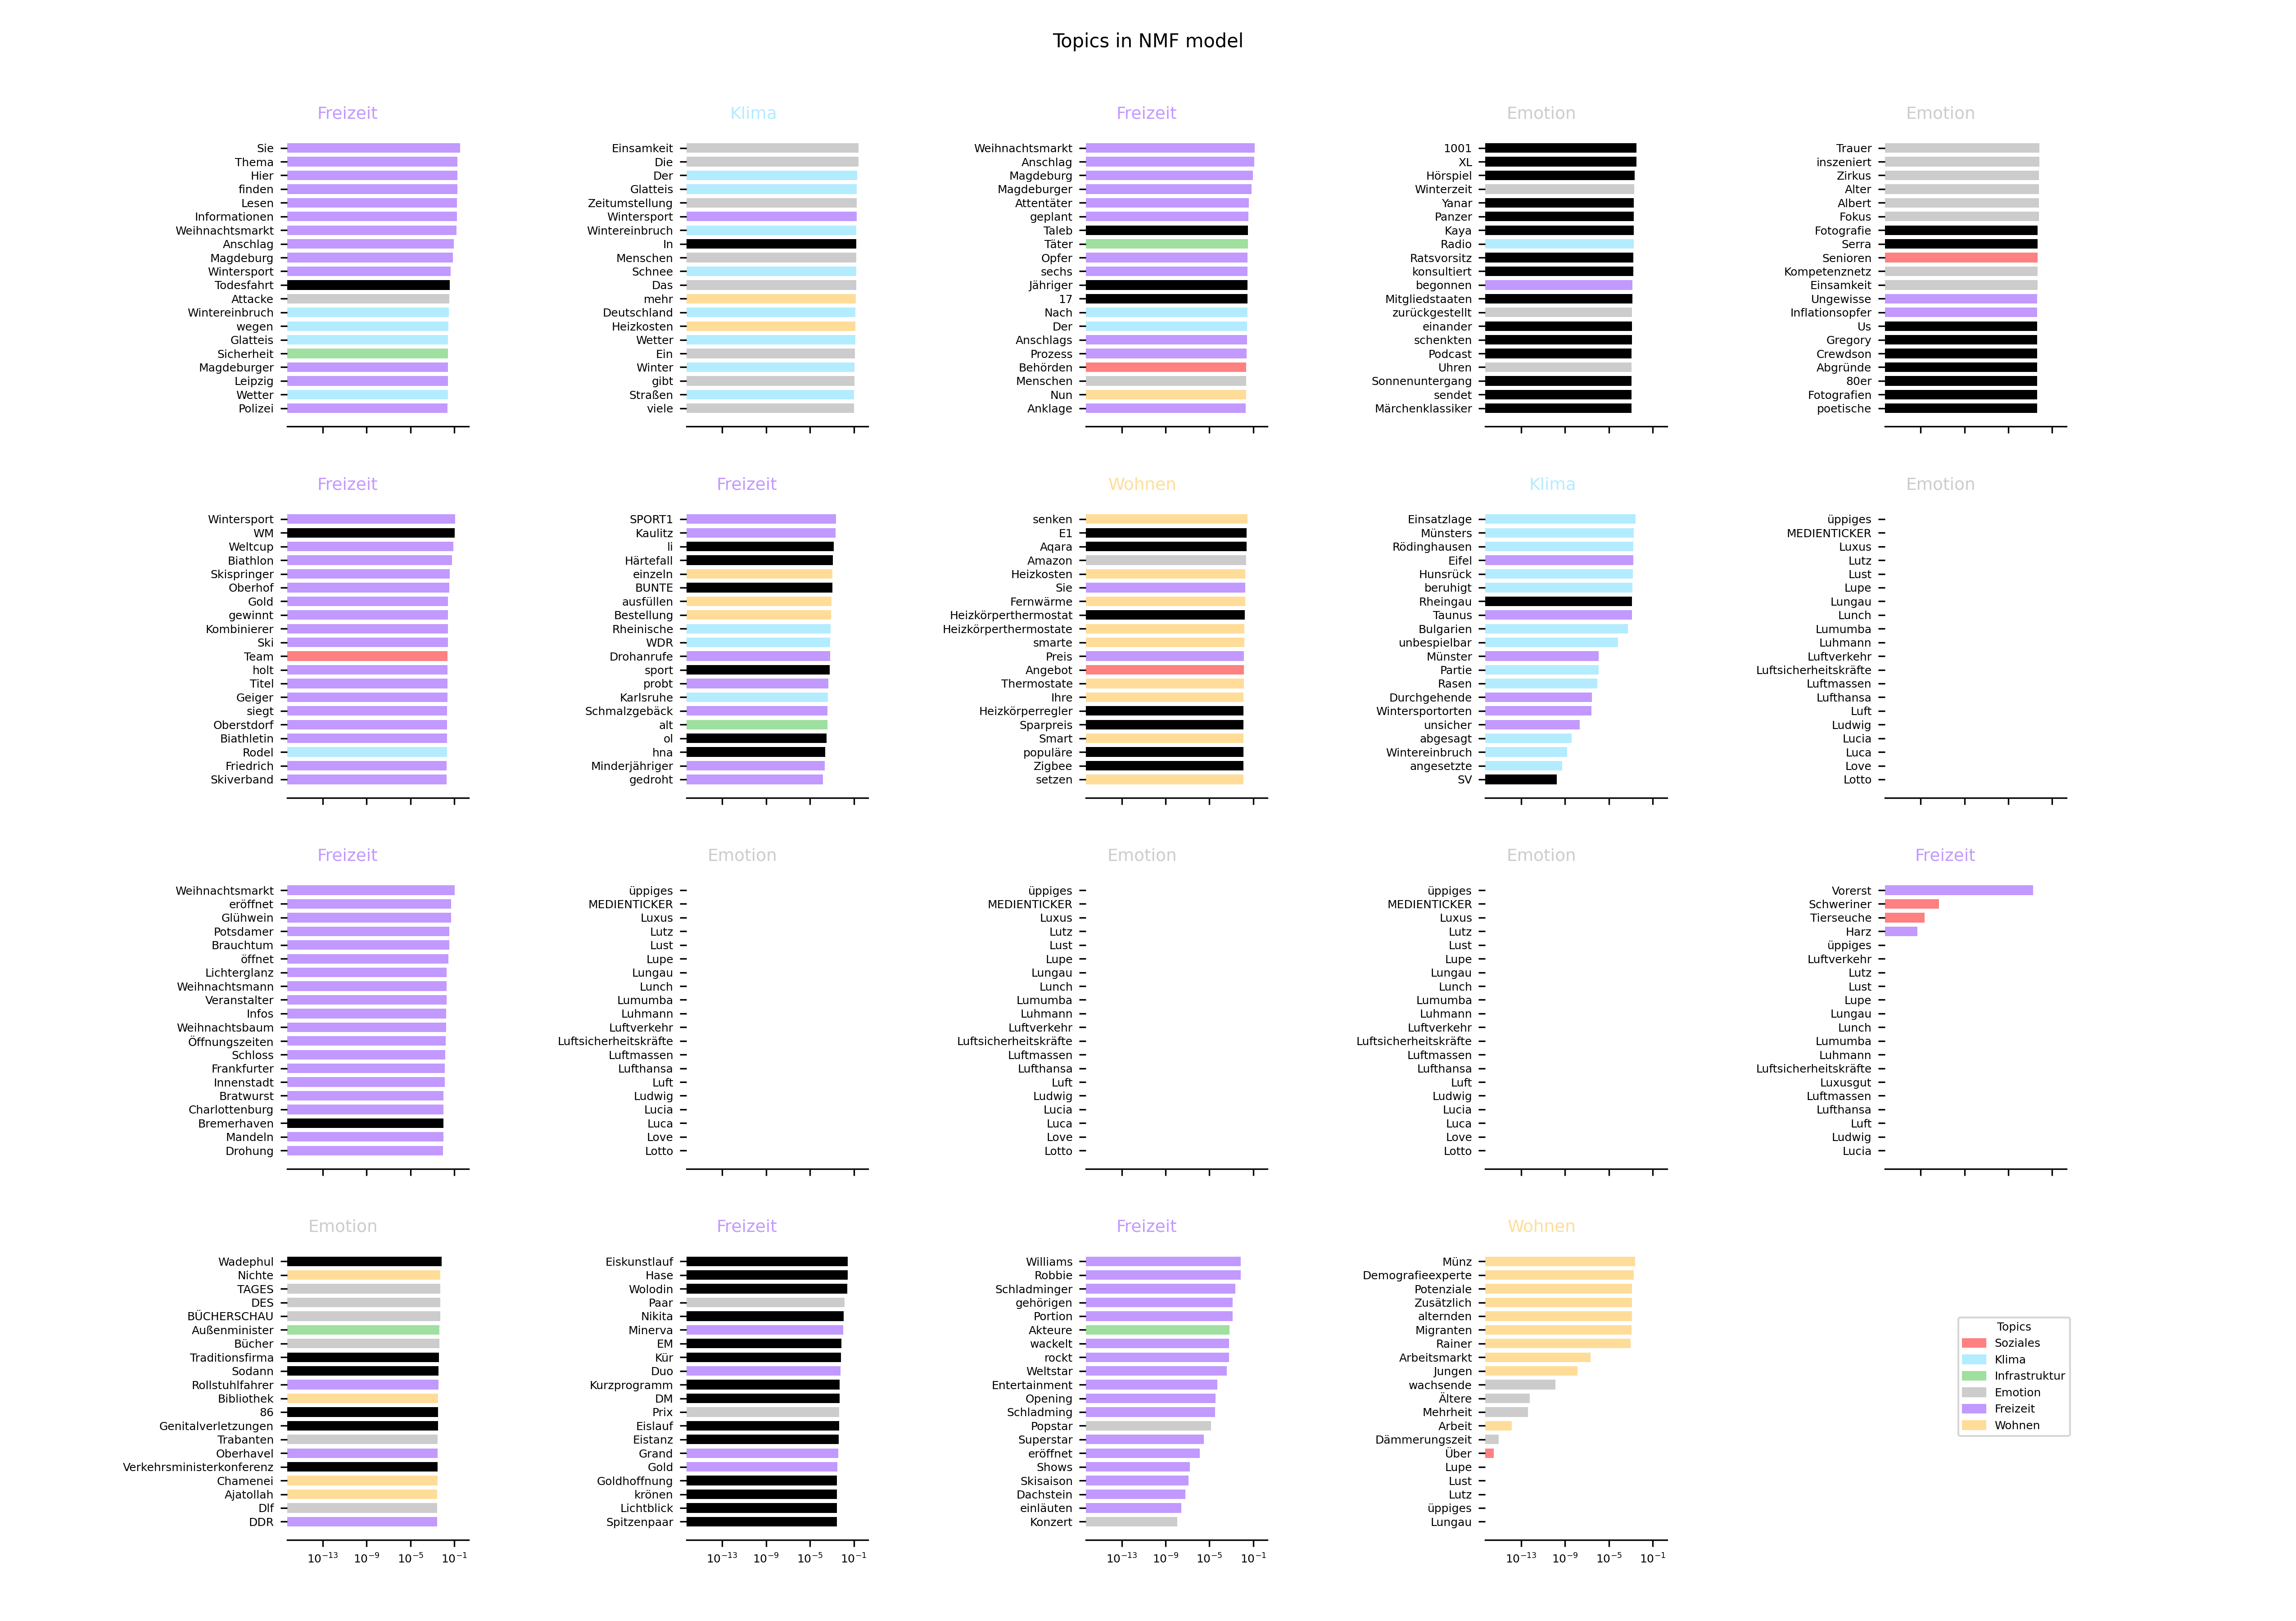 Topics in NMF model
Freizeit
Sie
Thema
Hier
finden
Lesen
Informationen
Weihnachtsmarkt
Anschlag
Magdeburg
Wintersport
Todesfahrt
Attacke
Wintereinbruch
wegen
Glatteis
Sicherheit
Magdeburger
Leipzig
Wetter
Polizei
Klima
Einsamkeit
Die
Der
Glatteis
Zeitumstellung
Wintersport
Wintereinbruch
In
Menschen
Schnee
Das
mehr
Deutschland
Heizkosten
Wetter
Ein
Winter
gibt
Straßen
viele
Freizeit
Weihnachtsmarkt
Anschlag
Magdeburg
Magdeburger
Attentäter
geplant
Taleb
Täter
Opfer
sechs
Jähriger
17
Nach
Der
Anschlags
Prozess
Behörden
Menschen
Nun
Anklage
Emotion
1001
XL
Hörspiel
Winterzeit
Yanar
Panzer
Kaya
Radio
Ratsvorsitz
konsultiert
begonnen
Mitgliedstaaten
zurückgestellt
einander
schenkten
Podcast
Uhren
Sonnenuntergang
sendet
Märchenklassiker
Emotion
Trauer
inszeniert
Zirkus
Alter
Albert
Fokus
Fotografie
Serra
Senioren
Kompetenznetz
Einsamkeit
Ungewisse
Inflationsopfer
Us
Gregory
Crewdson
Abgründe
80er
Fotografien
poetische
Freizeit
Wintersport
WM
Weltcup
Biathlon
Skispringer
Oberhof
Gold
gewinnt
Kombinierer
Ski
Team
holt
Titel
Geiger
siegt
Oberstdorf
Biathletin
Rodel
Friedrich
Skiverband
Freizeit
SPORT1
Kaulitz
li
Härtefall
einzeln
BUNTE
ausfüllen
Bestellung
Rheinische
WDR
Drohanrufe
sport
probt
Karlsruhe
Schmalzgebäck
alt
ol
hna
Minderjähriger
gedroht
Wohnen
senken
E1
Aqara
Amazon
Heizkosten
Sie
Fernwärme
Heizkörperthermostat
Heizkörperthermostate
smarte
Preis
Angebot
Thermostate
Ihre
Heizkörperregler
Sparpreis
Smart
populäre
Zigbee
setzen
Klima
Einsatzlage
Münsters
Rödinghausen
Eifel
Hunsrück
beruhigt
Rheingau
Taunus
Bulgarien
unbespielbar
Münster
Partie
Rasen
Durchgehende
Wintersportorten
unsicher
abgesagt
Wintereinbruch
angesetzte
SV
Emotion
üppiges
MEDIENTICKER
Luxus
Lutz
Lust
Lupe
Lungau
Lunch
Lumumba
Luhmann
Luftverkehr
Luftsicherheitskräfte
Luftmassen
Lufthansa
Luft
Ludwig
Lucia
Luca
Love
Lotto
Freizeit
Weihnachtsmarkt
eröffnet
Glühwein
Potsdamer
Brauchtum
öffnet
Lichterglanz
Weihnachtsmann
Veranstalter
Infos
Weihnachtsbaum
Öffnungszeiten
Schloss
Frankfurter
Innenstadt
Bratwurst
Charlottenburg
Bremerhaven
Mandeln
Drohung
Emotion
üppiges
MEDIENTICKER
Luxus
Lutz
Lust
Lupe
Lungau
Lunch
Lumumba
Luhmann
Luftverkehr
Luftsicherheitskräfte
Luftmassen
Lufthansa
Luft
Ludwig
Lucia
Luca
Love
Lotto
Emotion
üppiges
MEDIENTICKER
Luxus
Lutz
Lust
Lupe
Lungau
Lunch
Lumumba
Luhmann
Luftverkehr
Luftsicherheitskräfte
Luftmassen
Lufthansa
Luft
Ludwig
Lucia
Luca
Love
Lotto
Emotion
üppiges
MEDIENTICKER
Luxus
Lutz
Lust
Lupe
Lungau
Lunch
Lumumba
Luhmann
Luftverkehr
Luftsicherheitskräfte
Luftmassen
Lufthansa
Luft
Ludwig
Lucia
Luca
Love
Lotto
Freizeit
Vorerst
Schweriner
Tierseuche
Harz
üppiges
Luftverkehr
Lutz
Lust
Lupe
Lungau
Lunch
Lumumba
Luhmann
Luftsicherheitskräfte
Luxusgut
Luftmassen
Lufthansa
Luft
Ludwig
Lucia
Emotion
Wadephul
Nichte
TAGES
DES
BÜCHERSCHAU
Außenminister
Bücher
Traditionsfirma
Sodann
Rollstuhlfahrer
Bibliothek
86
Genitalverletzungen
Trabanten
Oberhavel
Verkehrsministerkonferenz
Chamenei
Ajatollah
Dlf
DDR
10⁻¹³ 10⁻⁹ 10⁻⁵ 10⁻¹
Freizeit
Eiskunstlauf
Hase
Wolodin
Paar
Nikita
Minerva
EM
Kür
Duo
Kurzprogramm
DM
Prix
Eislauf
Eistanz
Grand
Gold
Goldhoffnung
krönen
Lichtblick
Spitzenpaar
10⁻¹³ 10⁻⁹ 10⁻⁵ 10⁻¹
Freizeit
Williams
Robbie
Schladminger
gehörigen
Portion
Akteure
wackelt
rockt
Weltstar
Entertainment
Opening
Schladming
Popstar
Superstar
eröffnet
Shows
Skisaison
Dachstein
einläuten
Konzert
10⁻¹³ 10⁻⁹ 10⁻⁵ 10⁻¹
Wohnen
Münz
Demografieexperte
Potenziale
Zusätzlich
alternden
Migranten
Rainer
Arbeitsmarkt
Jungen
wachsende
Ältere
Mehrheit
Arbeit
Dämmerungszeit
Über
Lupe
Lust
Lutz
üppiges
Lungau
10⁻¹³ 10⁻⁹ 10⁻⁵ 10⁻¹
Topics
Soziales
Klima
Infrastruktur
Emotion
Freizeit
Wohnen